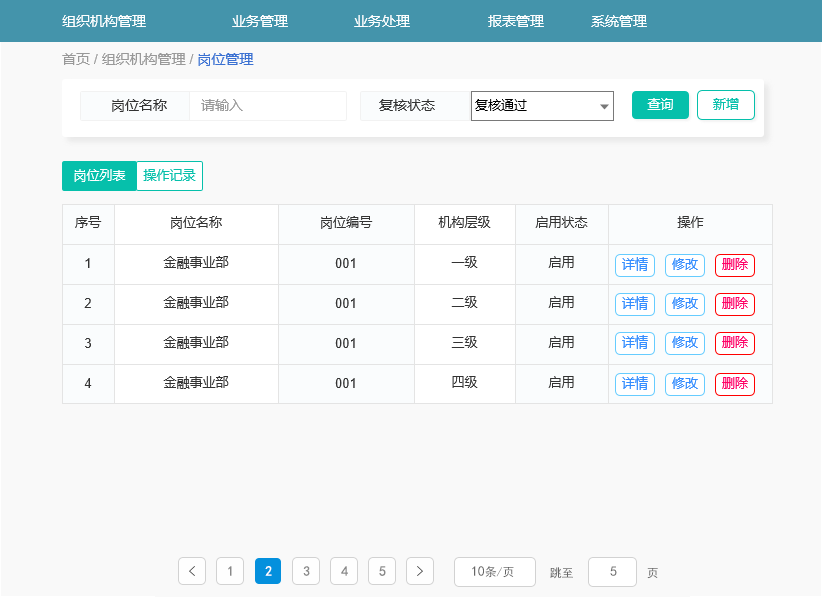 组织机构管理 业务管理 业务处理 报表管理 系统管理
首页 / 组织机构管理 / 岗位管理
岗位名称 请输入 复核状态 复核通过 查询 新增
岗位列表 操作记录
序号 岗位名称 岗位编号 机构层级 启用状态 操作
1 金融事业部 001 一级 启用 详情 修改 删除
2 金融事业部 001 二级 启用 详情 修改 删除
3 金融事业部 001 三级 启用 详情 修改 删除
4 金融事业部 001 四级 启用 详情 修改 删除
< 1 2 3 4 5 > 10条/页 跳至 5 页